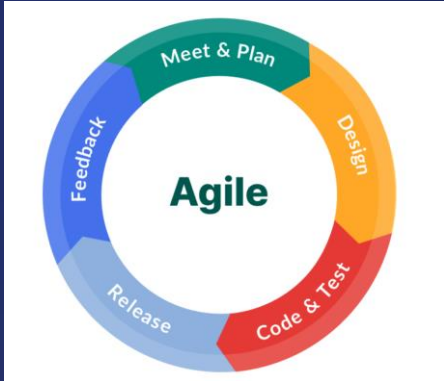 Meet & Plan
Design
Code & Test
Release
Feedback
Agile